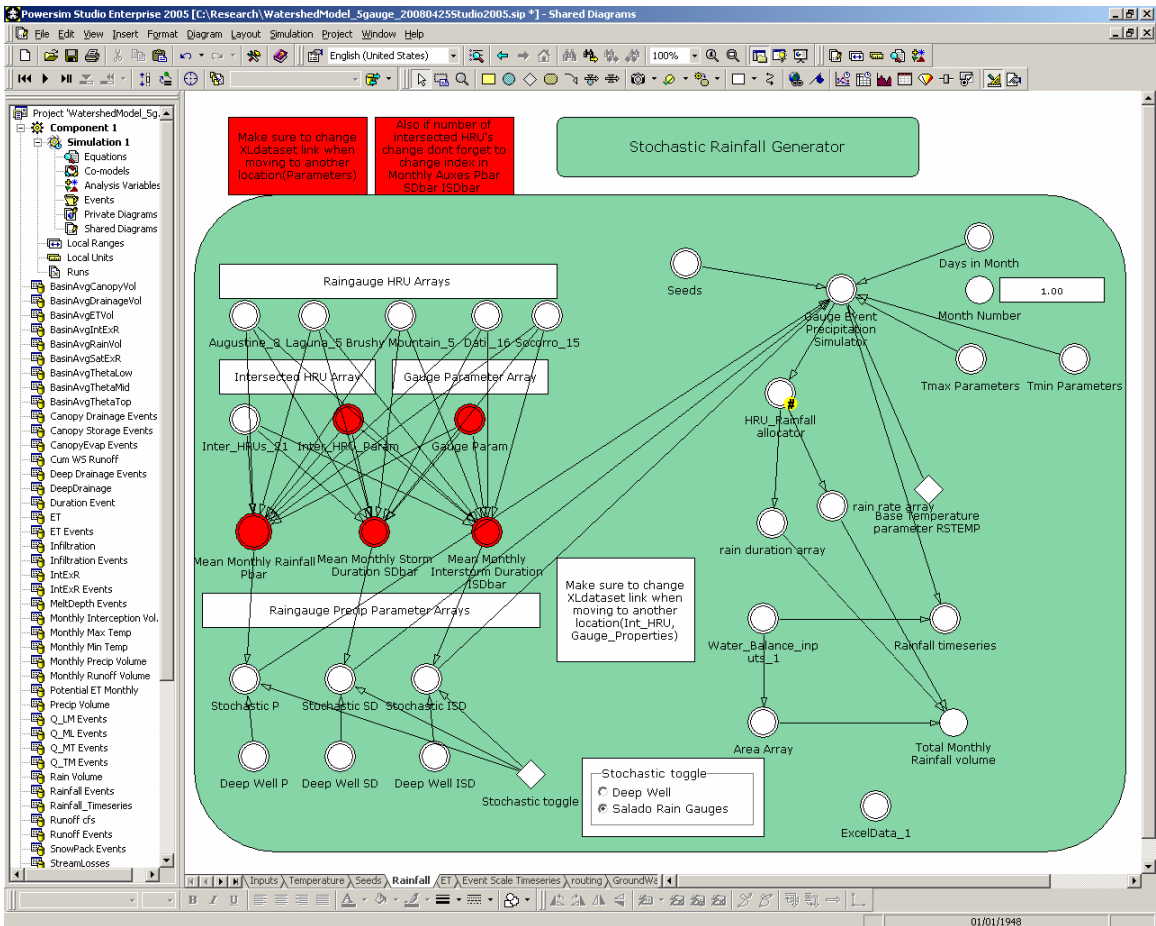 Powersim Studio Enterprise 2005 [C:\Research\WatershedModel_5gauge_20080425Studio2005.sip *] - Shared Diagrams
File Edit View Insert Format Diagram Layout Simulation Project Window Help
English (United States)
100%
Project 'WatershedModel_5g.
Component 1
Simulation 1
Equations
Co-models
Analysis Variables
Events
Private Diagrams
Shared Diagrams
Local Ranges
Local Units
Runs
BasinAvgCanopyVol
BasinAvgDrainageVol
BasinAvgETVol
BasinAvgIntExR
BasinAvgRainVol
BasinAvgSatExR
BasinAvgThetaLow
BasinAvgThetaMid
BasinAvgThetaTop
Canopy Drainage Events
Canopy Storage Events
CanopyEvap Events
Cum WS Runoff
Deep Drainage Events
DeepDrainage
Duration Event
ET
ET Events
Infiltration
Infiltration Events
IntExR
IntExR Events
MeltDepth Events
Monthly Interception Vol.
Monthly Max Temp
Monthly Min Temp
Monthly Precip Volume
Monthly Runoff Volume
Potential ET Monthly
Precip Volume
Q_LM Events
Q_ML Events
Q_MT Events
Q_TM Events
Rain Volume
Rainfall Events
Rainfall_Timeseries
Runoff cfs
Runoff Events
SnowPack Events
StreamLosses
Make sure to change
XLdataset link when
moving to another
location(Parameters)
Also if number of
intersected HRU's
change dont forget to
change index in
Monthly Auxes Pbar
SDbar ISDbar
Stochastic Rainfall Generator
Raingauge HRU Arrays
Augustine_8 Laguna_5 Brushy Mountain_5 Dati_16 Socorro_15
Intersected HRU Array
Gauge Parameter Array
Inter_HRUs_21 Inter_HRU_Param Gauge Param
Mean Monthly Rainfall
Pbar
Mean Monthly Storm
Duration SDbar
Mean Monthly
Interstorm Duration
ISDbar
Raingauge Precip Parameter Arrays
Stochastic P Stochastic SD Stochastic ISD
Deep Well P Deep Well SD Deep Well ISD
Stochastic toggle
Seeds
Days in Month
Gauge Event
Precipitation
Simulator
Month Number
1.00
Tmax Parameters
Tmin Parameters
#
HRU_Rainfall
allocator
rain rate array
Base Temperature
parameter RSTEMP
rain duration array
Make sure to change
XLdataset link when
moving to another
location(Int_HRU,
Gauge_Properties)
Water_Balance_inp
uts_1
Rainfall timeseries
Area Array
Total Monthly
Rainfall volume
Stochastic toggle
Deep Well
Salado Rain Gauges
ExcelData_1
Inputs Temperature Seeds Rainfall ET Event Scale Timeseries routing GroundWa
B I U
01/01/1948